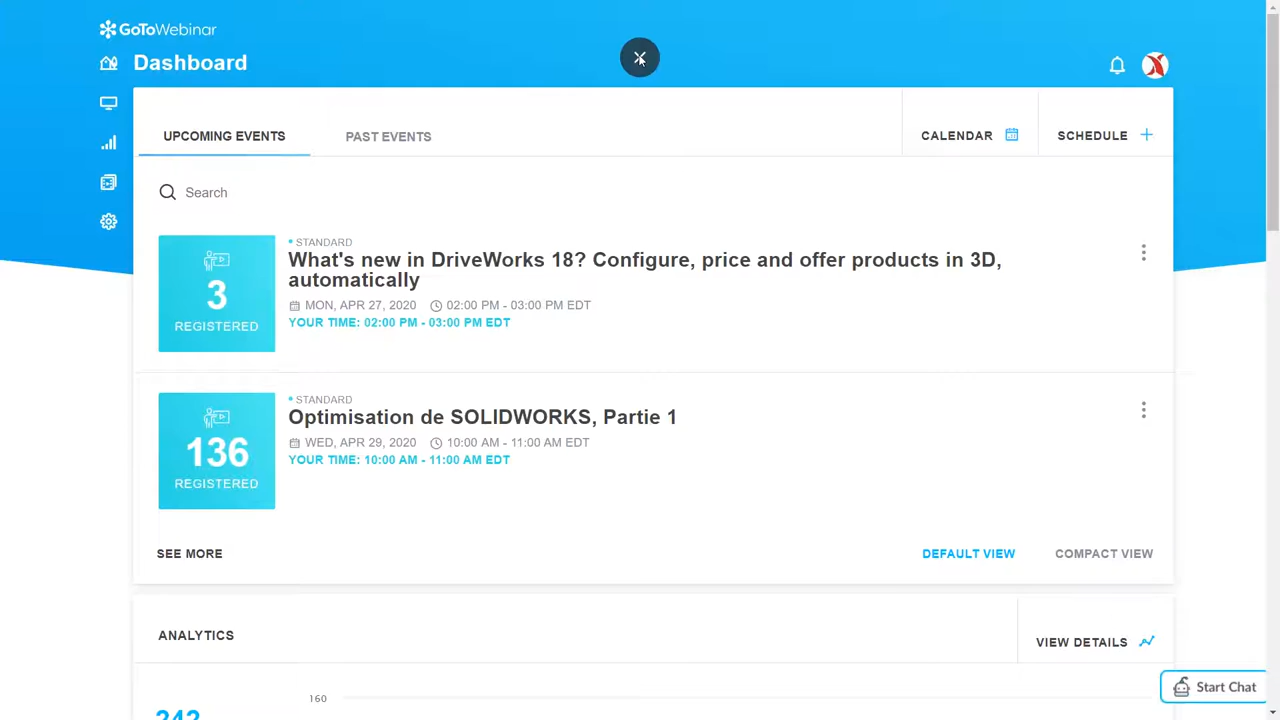 GoToWebinar
Dashboard
UPCOMING EVENTS
PAST EVENTS
CALENDAR
SCHEDULE
Search
3
REGISTERED
STANDARD
What's new in DriveWorks 18? Configure, price and offer products in 3D,
automatically
MON, APR 27, 2020 02:00 PM - 03:00 PM EDT
YOUR TIME: 02:00 PM - 03:00 PM EDT
136
REGISTERED
STANDARD
Optimisation de SOLIDWORKS, Partie 1
WED, APR 29, 2020 10:00 AM - 11:00 AM EDT
YOUR TIME: 10:00 AM - 11:00 AM EDT
SEE MORE
DEFAULT VIEW
COMPACT VIEW
ANALYTICS
VIEW DETAILS
Start Chat
160
242